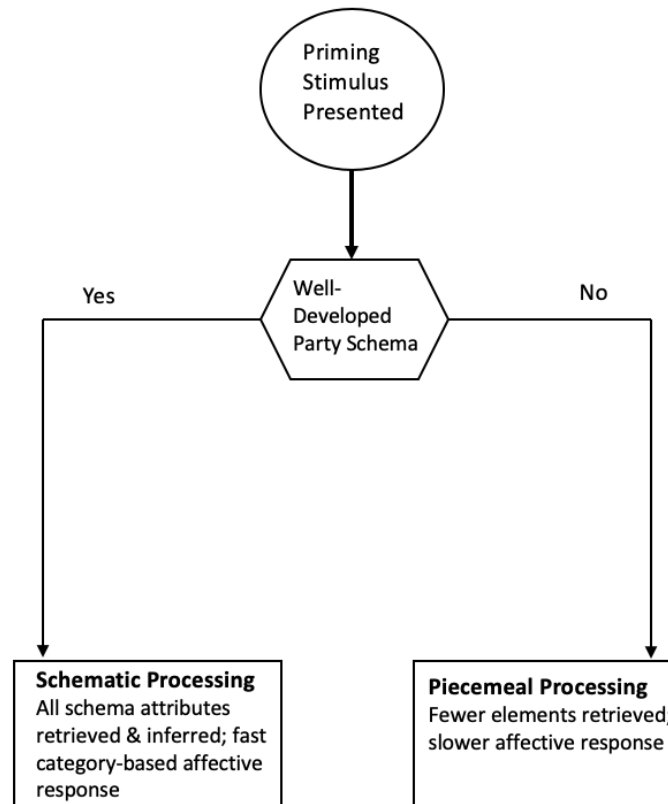 Priming
Stimulus
Presented
Yes
Well-
Developed
Party Schema
No
Schematic Processing
All schema attributes
retrieved & inferred; fast
category-based affective
response
Piecemeal Processing
Fewer elements retrieved;
slower affective response